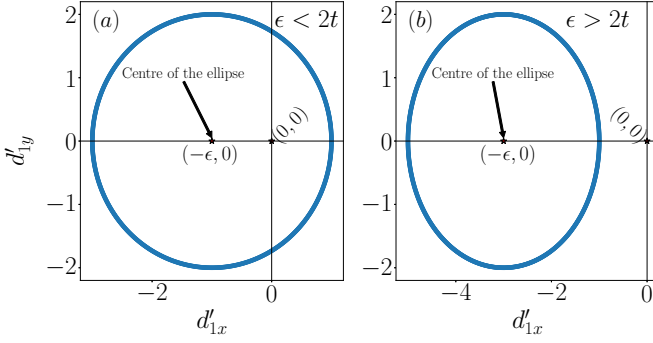 (a)
ϵ < 2t
Centre of the ellipse
(0, 0)
(−ϵ, 0)
2
1
0
−1
−2
d′1y
−2
0
d′1x
(b)
ϵ > 2t
Centre of the ellipse
(0, 0)
(−ϵ, 0)
2
1
0
−1
−2
−4
−2
0
d′1x